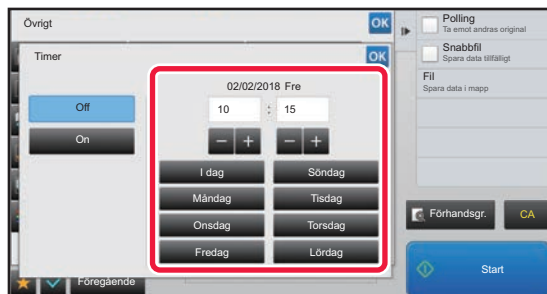 Övrigt
OK
Timer
OK
02/02/2018 Fre
10 : 15
Off
On
I dag
Söndag
Måndag
Tisdag
Onsdag
Torsdag
Fredag
Lördag
Föregående
Polling
Ta emot andras original
Snabbfil
Spara data tillfälligt
Fil
Spara data i mapp
Förhandsgr.
CA
Start